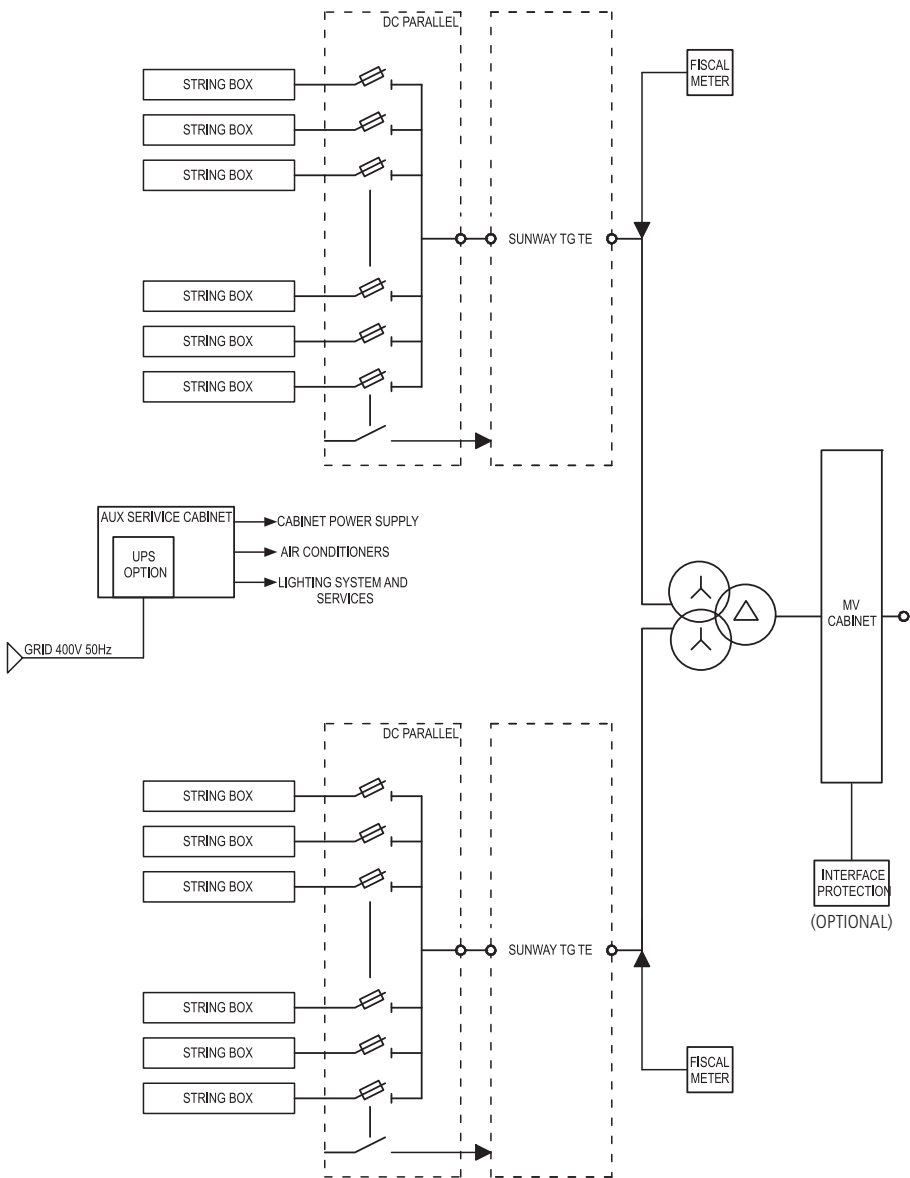 DC PARALLEL
FISCAL
METER
STRING BOX
STRING BOX
STRING BOX
SUNWAY TG TE
STRING BOX
STRING BOX
STRING BOX
AUX SERIVICE CABINET
UPS
OPTION
CABINET POWER SUPPLY
AIR CONDITIONERS
LIGHTING SYSTEM AND
SERVICES
GRID 400V 50Hz
MV
CABINET
DC PARALLEL
STRING BOX
STRING BOX
STRING BOX
INTERFACE
PROTECTION
(OPTIONAL)
SUNWAY TG TE
STRING BOX
STRING BOX
STRING BOX
FISCAL
METER